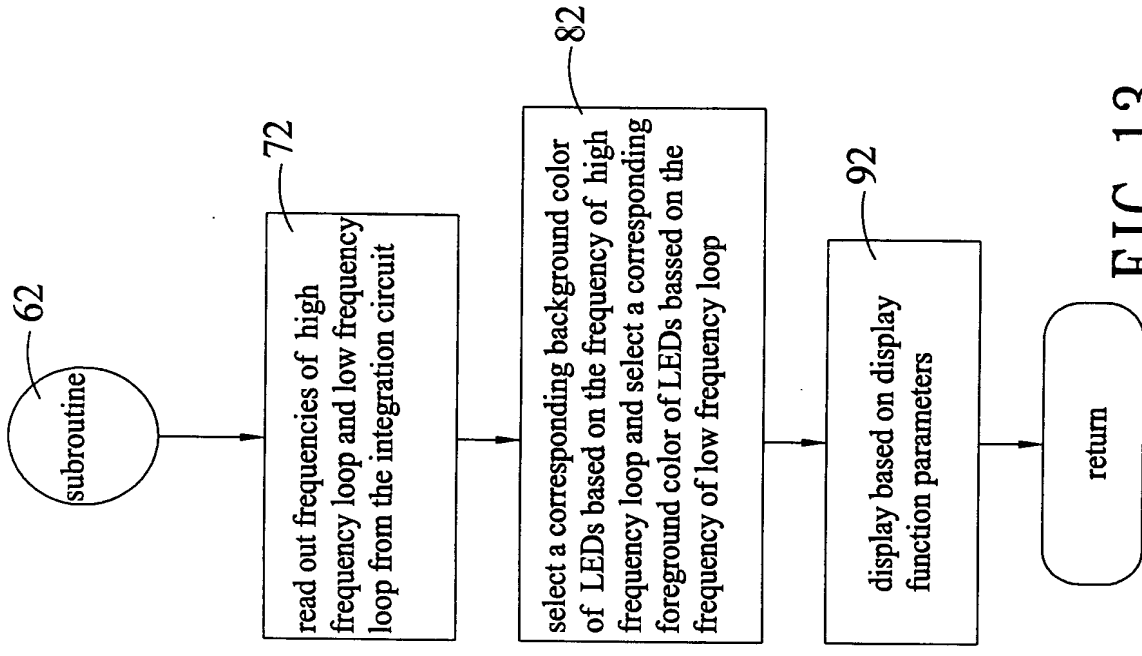 subroutine
62
read out frequencies of high
frequency loop and low frequency
loop from the integration circuit
72
select a corresponding background color
of LEDs based on the frequency of high
frequency loop and select a corresponding
foreground color of LEDs bassed on the
frequency of low frequency loop
82
display based on display
function parameters
92
return
FIG. 13